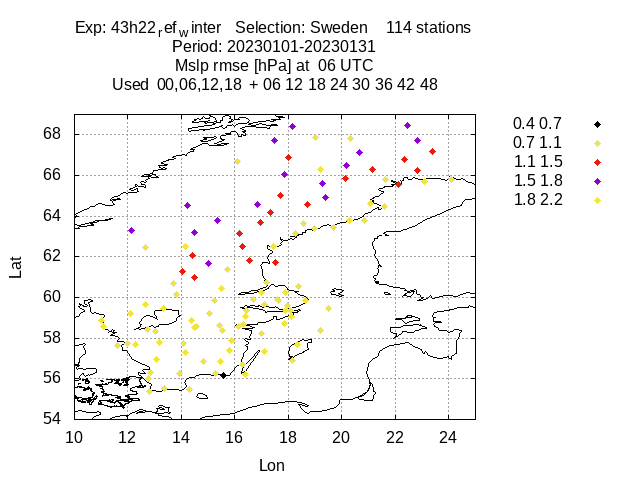 Exp: 43h22refwinter Selection: Sweden 114 stations
Period: 20230101-20230131
Mslp rmse [hPa] at 06 UTC
Used 00,06,12,18 + 06 12 18 24 30 36 42 48
0.4 0.7
0.7 1.1
1.1 1.5
1.5 1.8
1.8 2.2
Lat
68
66
64
62
60
58
56
54
10 12 14 16 18 20 22 24
Lon